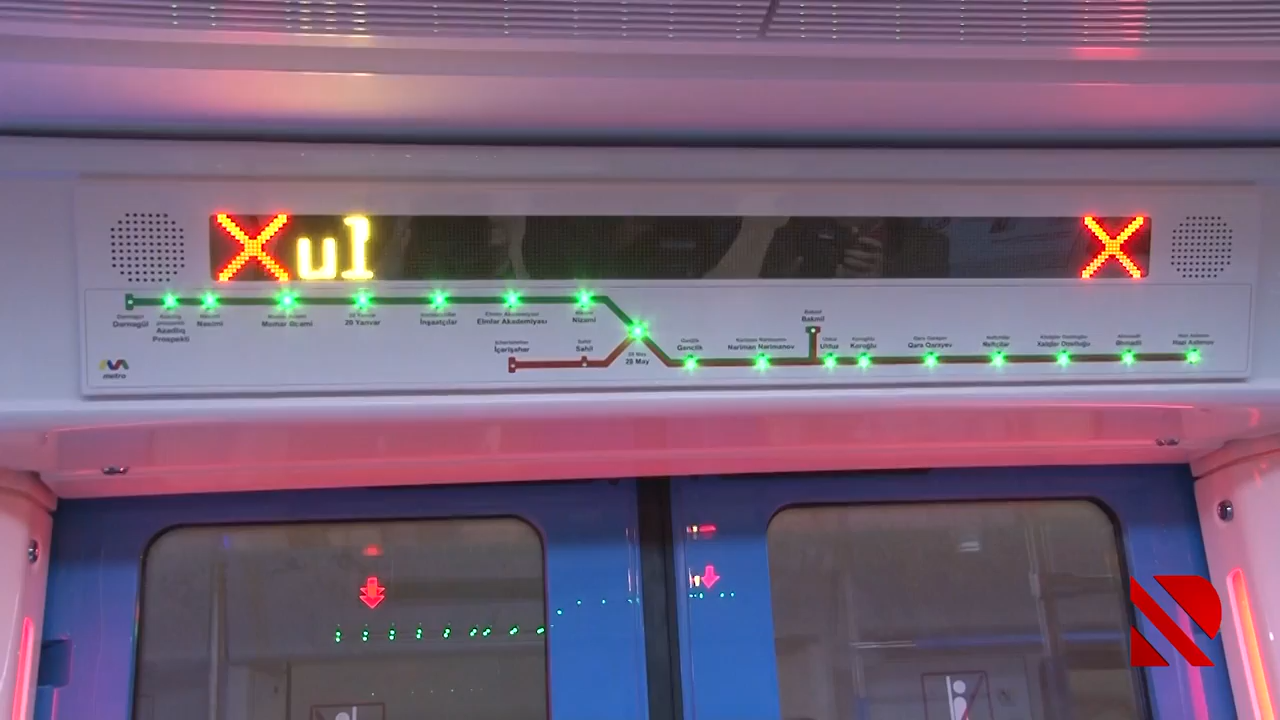 ul
Dərnəgül
Azadlıq
Prospekti
Nəsimi
Memar Əcəmi
20 Yanvar
İnşaatçılar
Elmlər Akademiyası
Nizami
İçərişəhər
Sahil
28 May
Gənclik
Nəriman Nərimanov
Bakmil
Ulduz
Koroğlu
Qara Qarayev
Neftçilər
Xalqlar Dostluğu
Əhmədli
Həzi Aslanov
metro